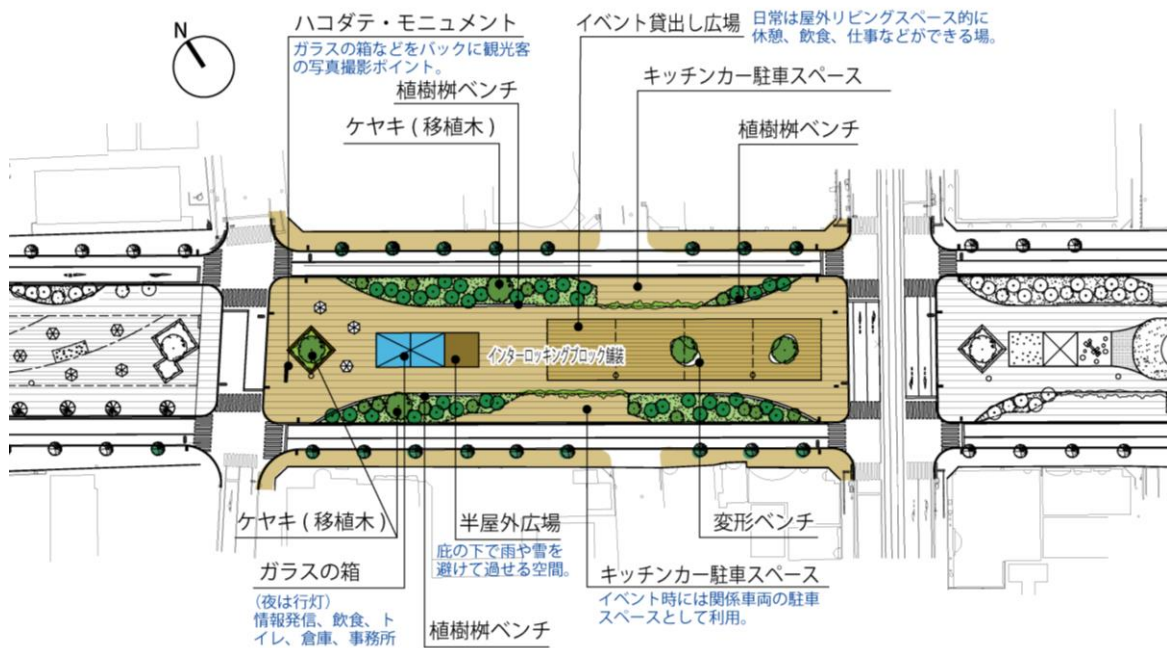 N
ハコダテ・モニュメント
ガラスの箱などをバックに観光客
の写真撮影ポイント。
植樹桝ベンチ
ケヤキ ( 移植木 )
イベント貸出し広場
日常は屋外リビングスペース的に
休憩、飲食、仕事などができる場。
キッチンカー駐車スペース
植樹桝ベンチ
インターロッキングブロック舗装
ケヤキ ( 移植木 )
ガラスの箱
(夜は行灯)
情報発信、飲食、ト
イレ、倉庫、事務所
半屋外広場
庇の下で雨や雪を
避けて過せる空間。
植樹桝ベンチ
変形ベンチ
キッチンカー駐車スペース
イベント時には関係車両の駐車
スペースとして利用。